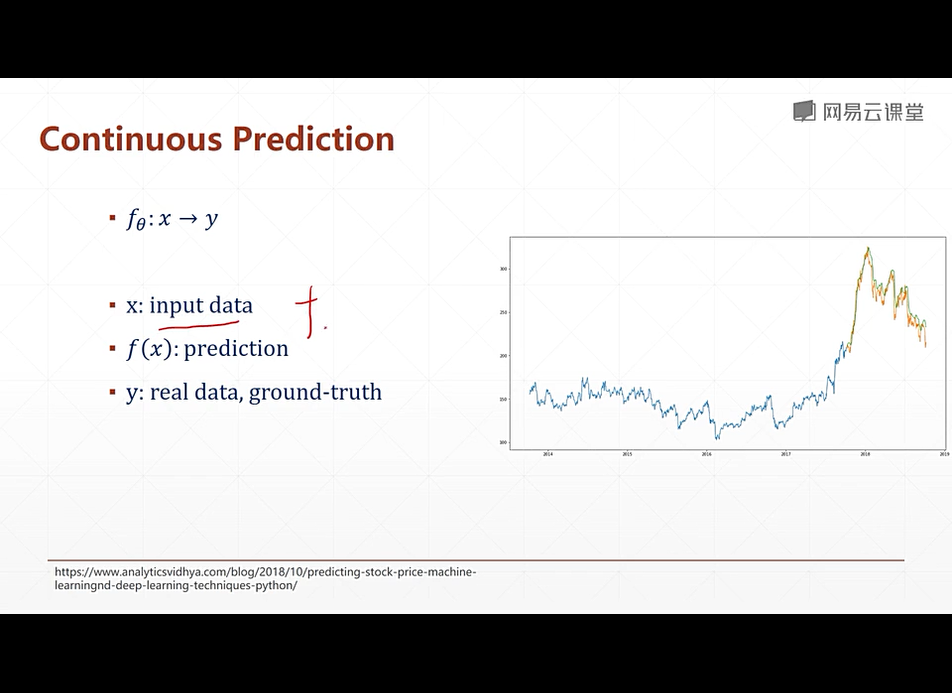 网易云课堂
Continuous Prediction
▪ f_θ: x → y
▪ x: input data
▪ f(x): prediction
▪ y: real data, ground-truth
300
250
200
150
100
2014 2015 2016 2017 2018 2019
https://www.analyticsvidhya.com/blog/2018/10/predicting-stock-price-machine-
learningnd-deep-learning-techniques-python/